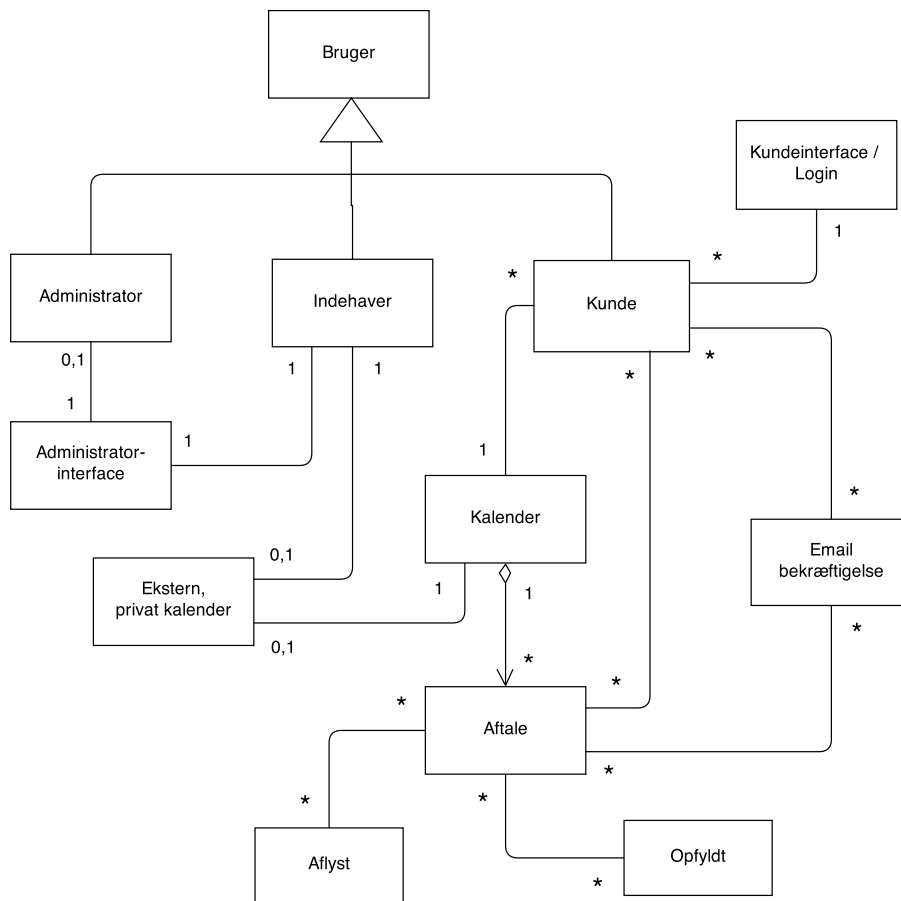 Bruger
Kundeinterface /
Login
1
Administrator
Indehaver
*
*
Kunde
0,1
1
1
*
*
1
1
Administrator-
interface
1
Kalender
*
0,1
Email
bekræftigelse
Ekstern,
privat kalender
1
1
0,1
*
*
*
*
Aftale
*
*
*
Aflyst
Opfyldt
*